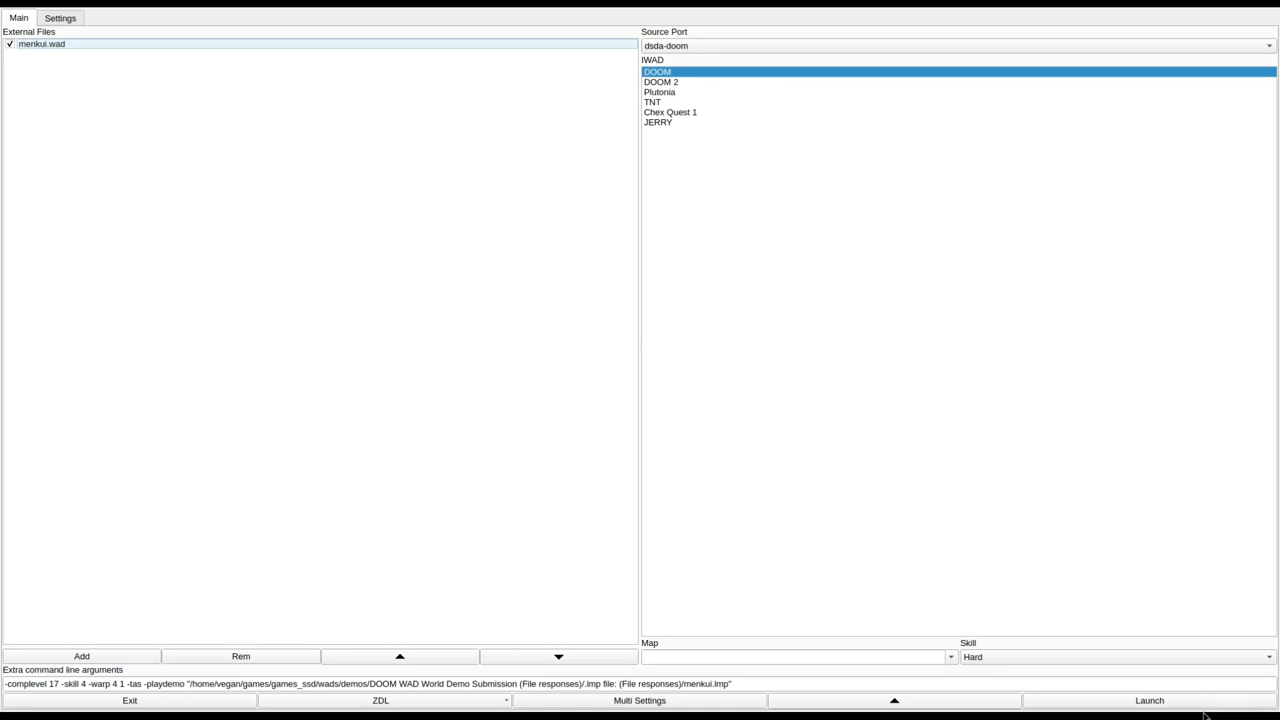 Main
Settings
External Files
menkui.wad
Source Port
dsda-doom
IWAD
DOOM
DOOM 2
Plutonia
TNT
Chex Quest 1
JERRY
Map
Skill
Hard
Add
Rem
Extra command line arguments
-complevel 17 -skill 4 -warp 4 1 -tas -playdemo "/home/vegan/games/games_ssd/wads/demos/DOOM WAD World Demo Submission (File responses)/.lmp file: (File responses)/menkui.lmp"
Exit
ZDL
Multi Settings
Launch